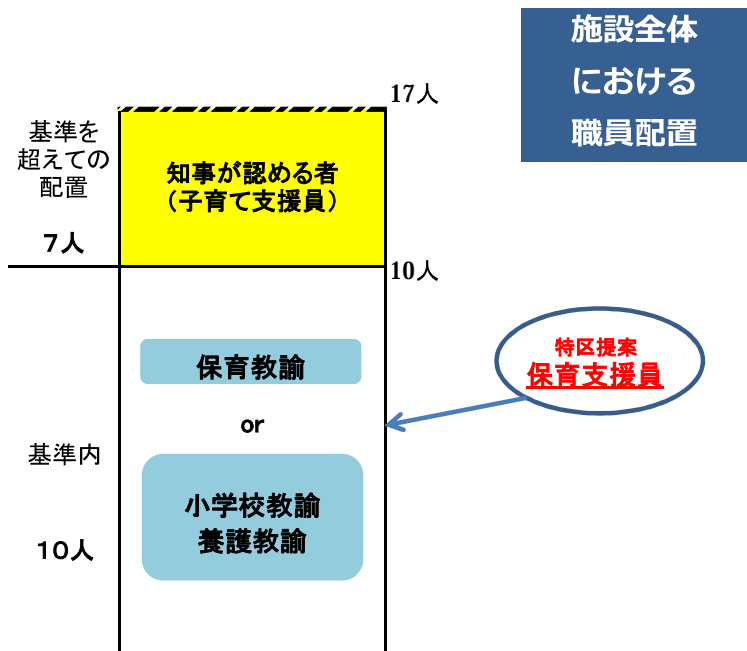 施設全体
における
職員配置
17人
基準を
超えての
配置
7人
知事が認める者
（子育て支援員）
10人
保育教諭
or
小学校教諭
養護教諭
基準内
10人
特区提案
保育支援員